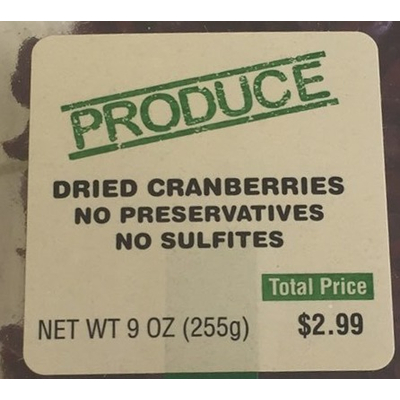 PRODUCE
DRIED CRANBERRIES
NO PRESERVATIVES
NO SULFITES
Total Price
NET WT 9 OZ (255g) $2.99